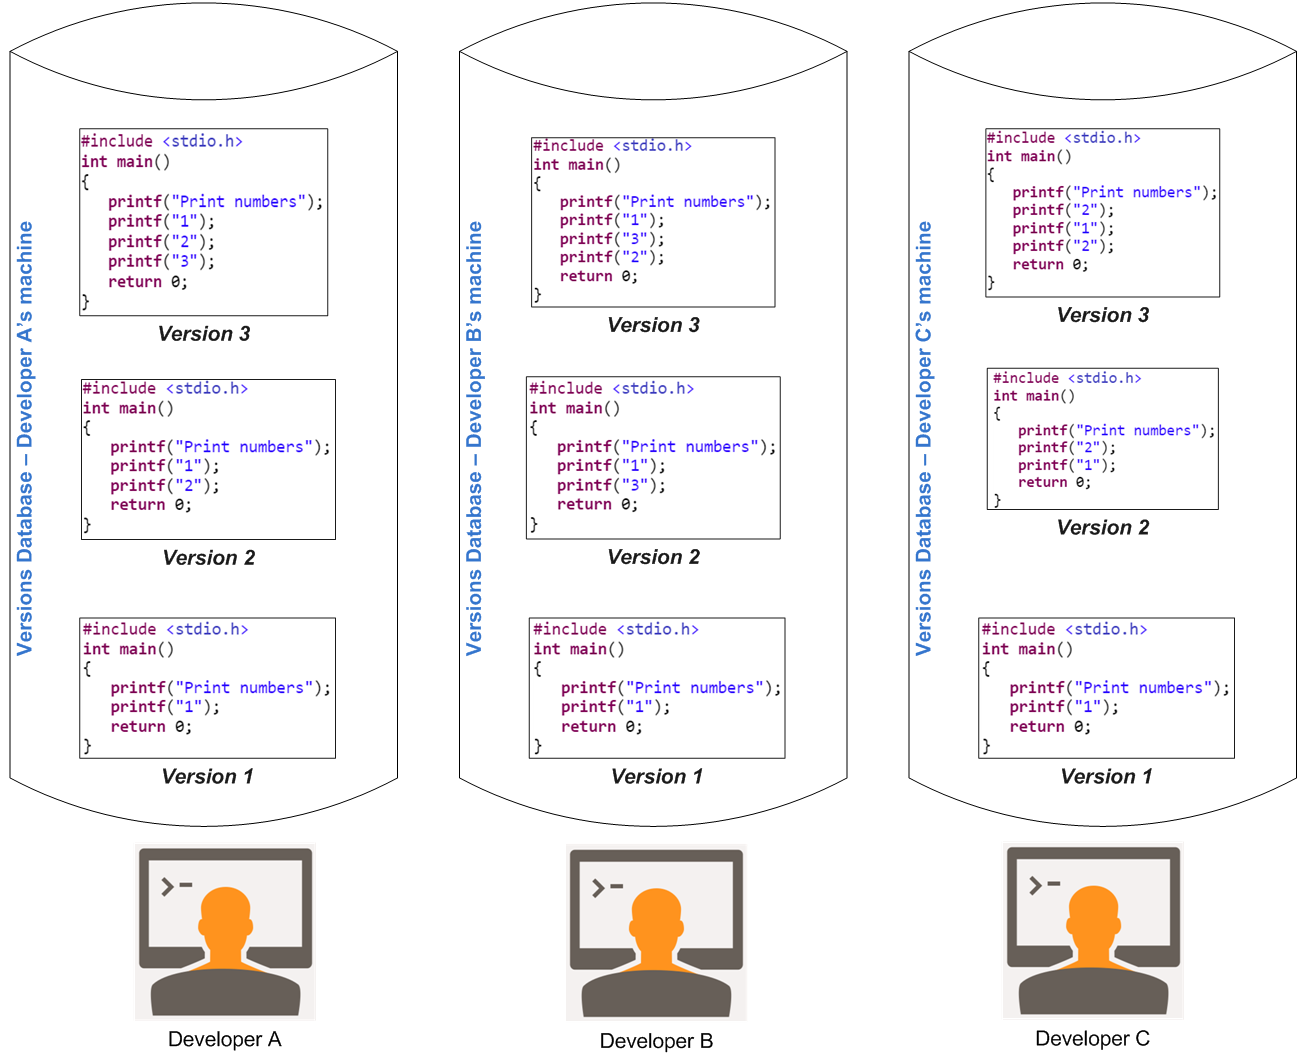 Versions Database – Developer A's machine
#include <stdio.h>
int main()
{
printf("Print numbers");
printf("1");
printf("2");
printf("3");
return 0;
}
Version 3
#include <stdio.h>
int main()
{
printf("Print numbers");
printf("1");
printf("2");
return 0;
}
Version 2
#include <stdio.h>
int main()
{
printf("Print numbers");
printf("1");
return 0;
}
Version 1
Developer A
Versions Database – Developer B's machine
#include <stdio.h>
int main()
{
printf("Print numbers");
printf("1");
printf("3");
printf("2");
return 0;
}
Version 3
#include <stdio.h>
int main()
{
printf("Print numbers");
printf("1");
printf("3");
return 0;
}
Version 2
#include <stdio.h>
int main()
{
printf("Print numbers");
printf("1");
return 0;
}
Version 1
Developer B
Versions Database – Developer C's machine
#include <stdio.h>
int main()
{
printf("Print numbers");
printf("2");
printf("1");
printf("2");
return 0;
}
Version 3
#include <stdio.h>
int main()
{
printf("Print numbers");
printf("2");
printf("1");
return 0;
}
Version 2
#include <stdio.h>
int main()
{
printf("Print numbers");
printf("1");
return 0;
}
Version 1
Developer C